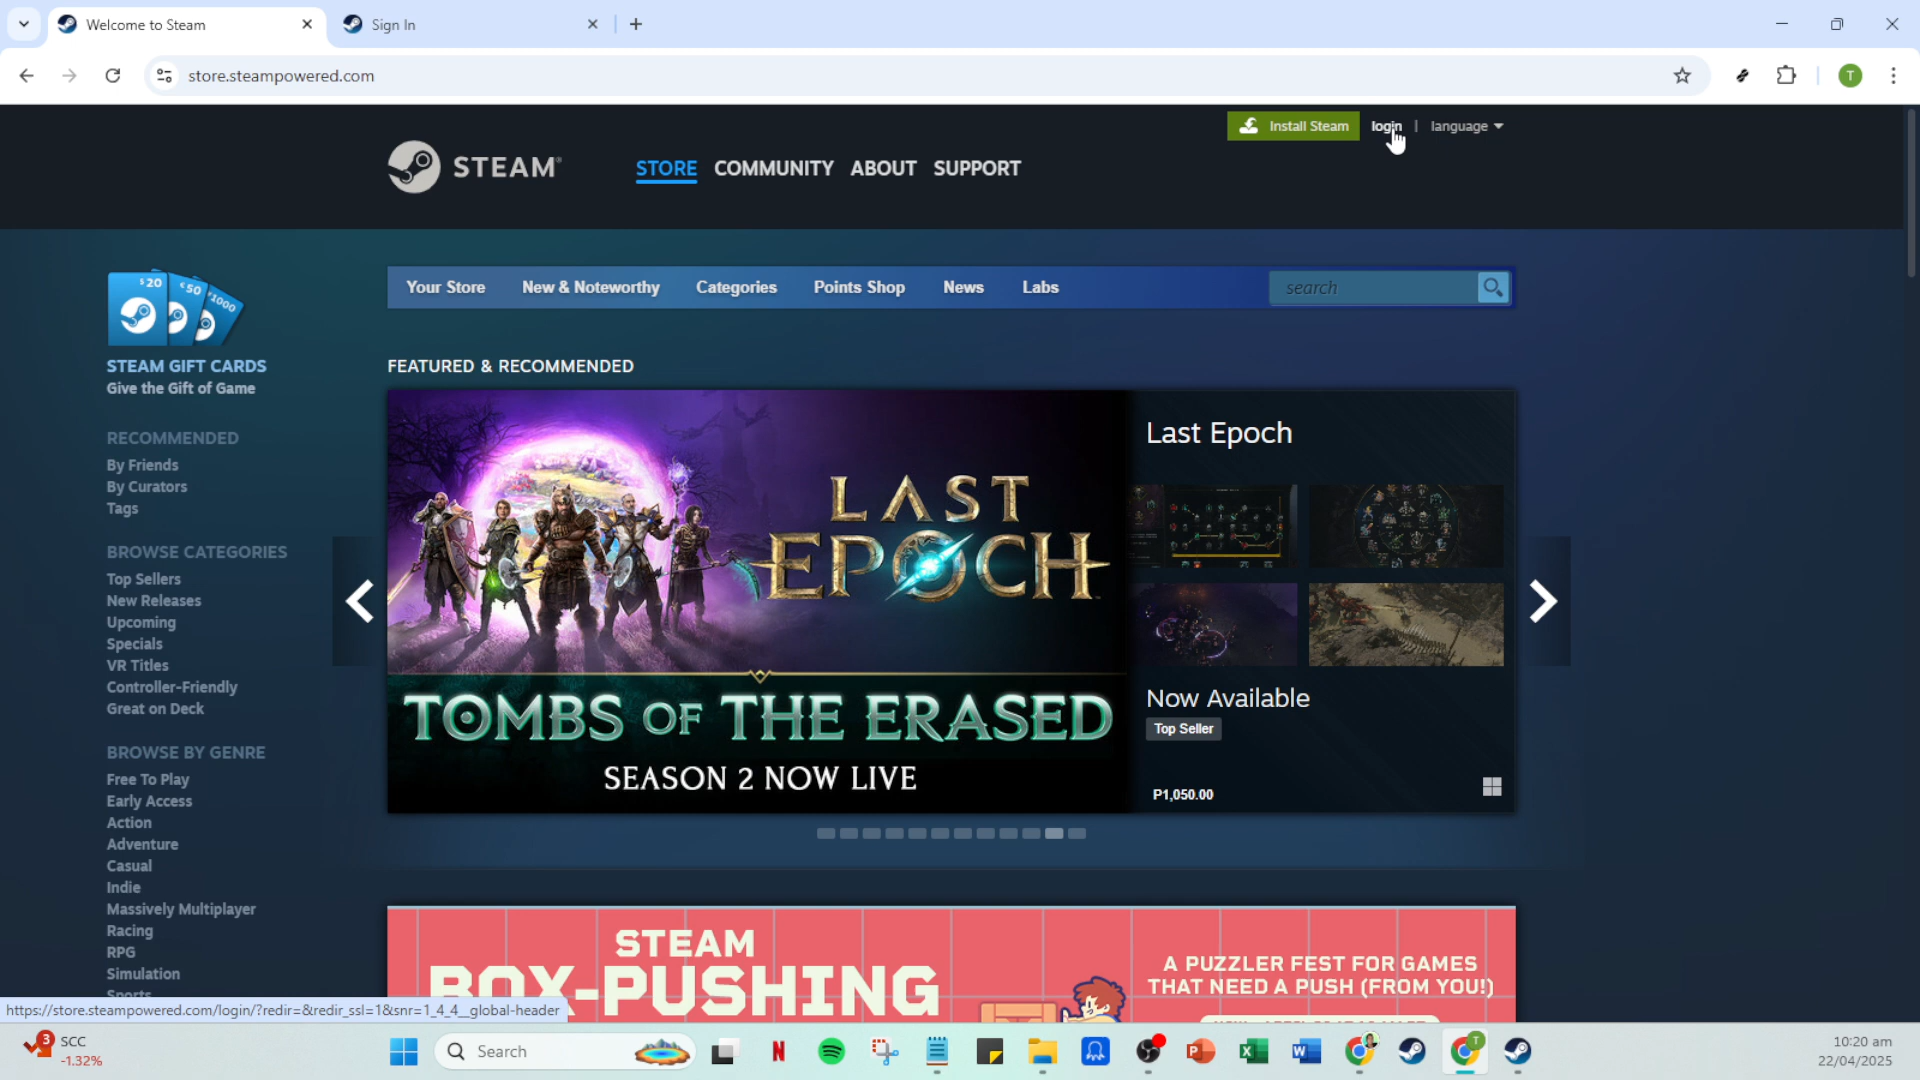 Welcome to Steam
Sign In
store.steampowered.com
T
Install Steam
login | language
STEAM®
STORE COMMUNITY ABOUT SUPPORT
Your Store New & Noteworthy Categories Points Shop News Labs
search
$20 €50 1000
STEAM GIFT CARDS
Give the Gift of Game
RECOMMENDED
By Friends
By Curators
Tags
BROWSE CATEGORIES
Top Sellers
New Releases
Upcoming
Specials
VR Titles
Controller-Friendly
Great on Deck
BROWSE BY GENRE
Free To Play
Early Access
Action
Adventure
Casual
Indie
Massively Multiplayer
Racing
RPG
Simulation
Sports
FEATURED & RECOMMENDED
LAST
EPOCH
TOMBS OF THE ERASED
SEASON 2 NOW LIVE
Last Epoch
Now Available
Top Seller
P1,050.00
STEAM
BOX-PUSHING
A PUZZLER FEST FOR GAMES
THAT NEED A PUSH (FROM YOU!)
https://store.steampowered.com/login/?redir=&redir_ssl=1&snr=1_4_4__global-header
3
SCC
-1.32%
Search
10:20 am
22/04/2025